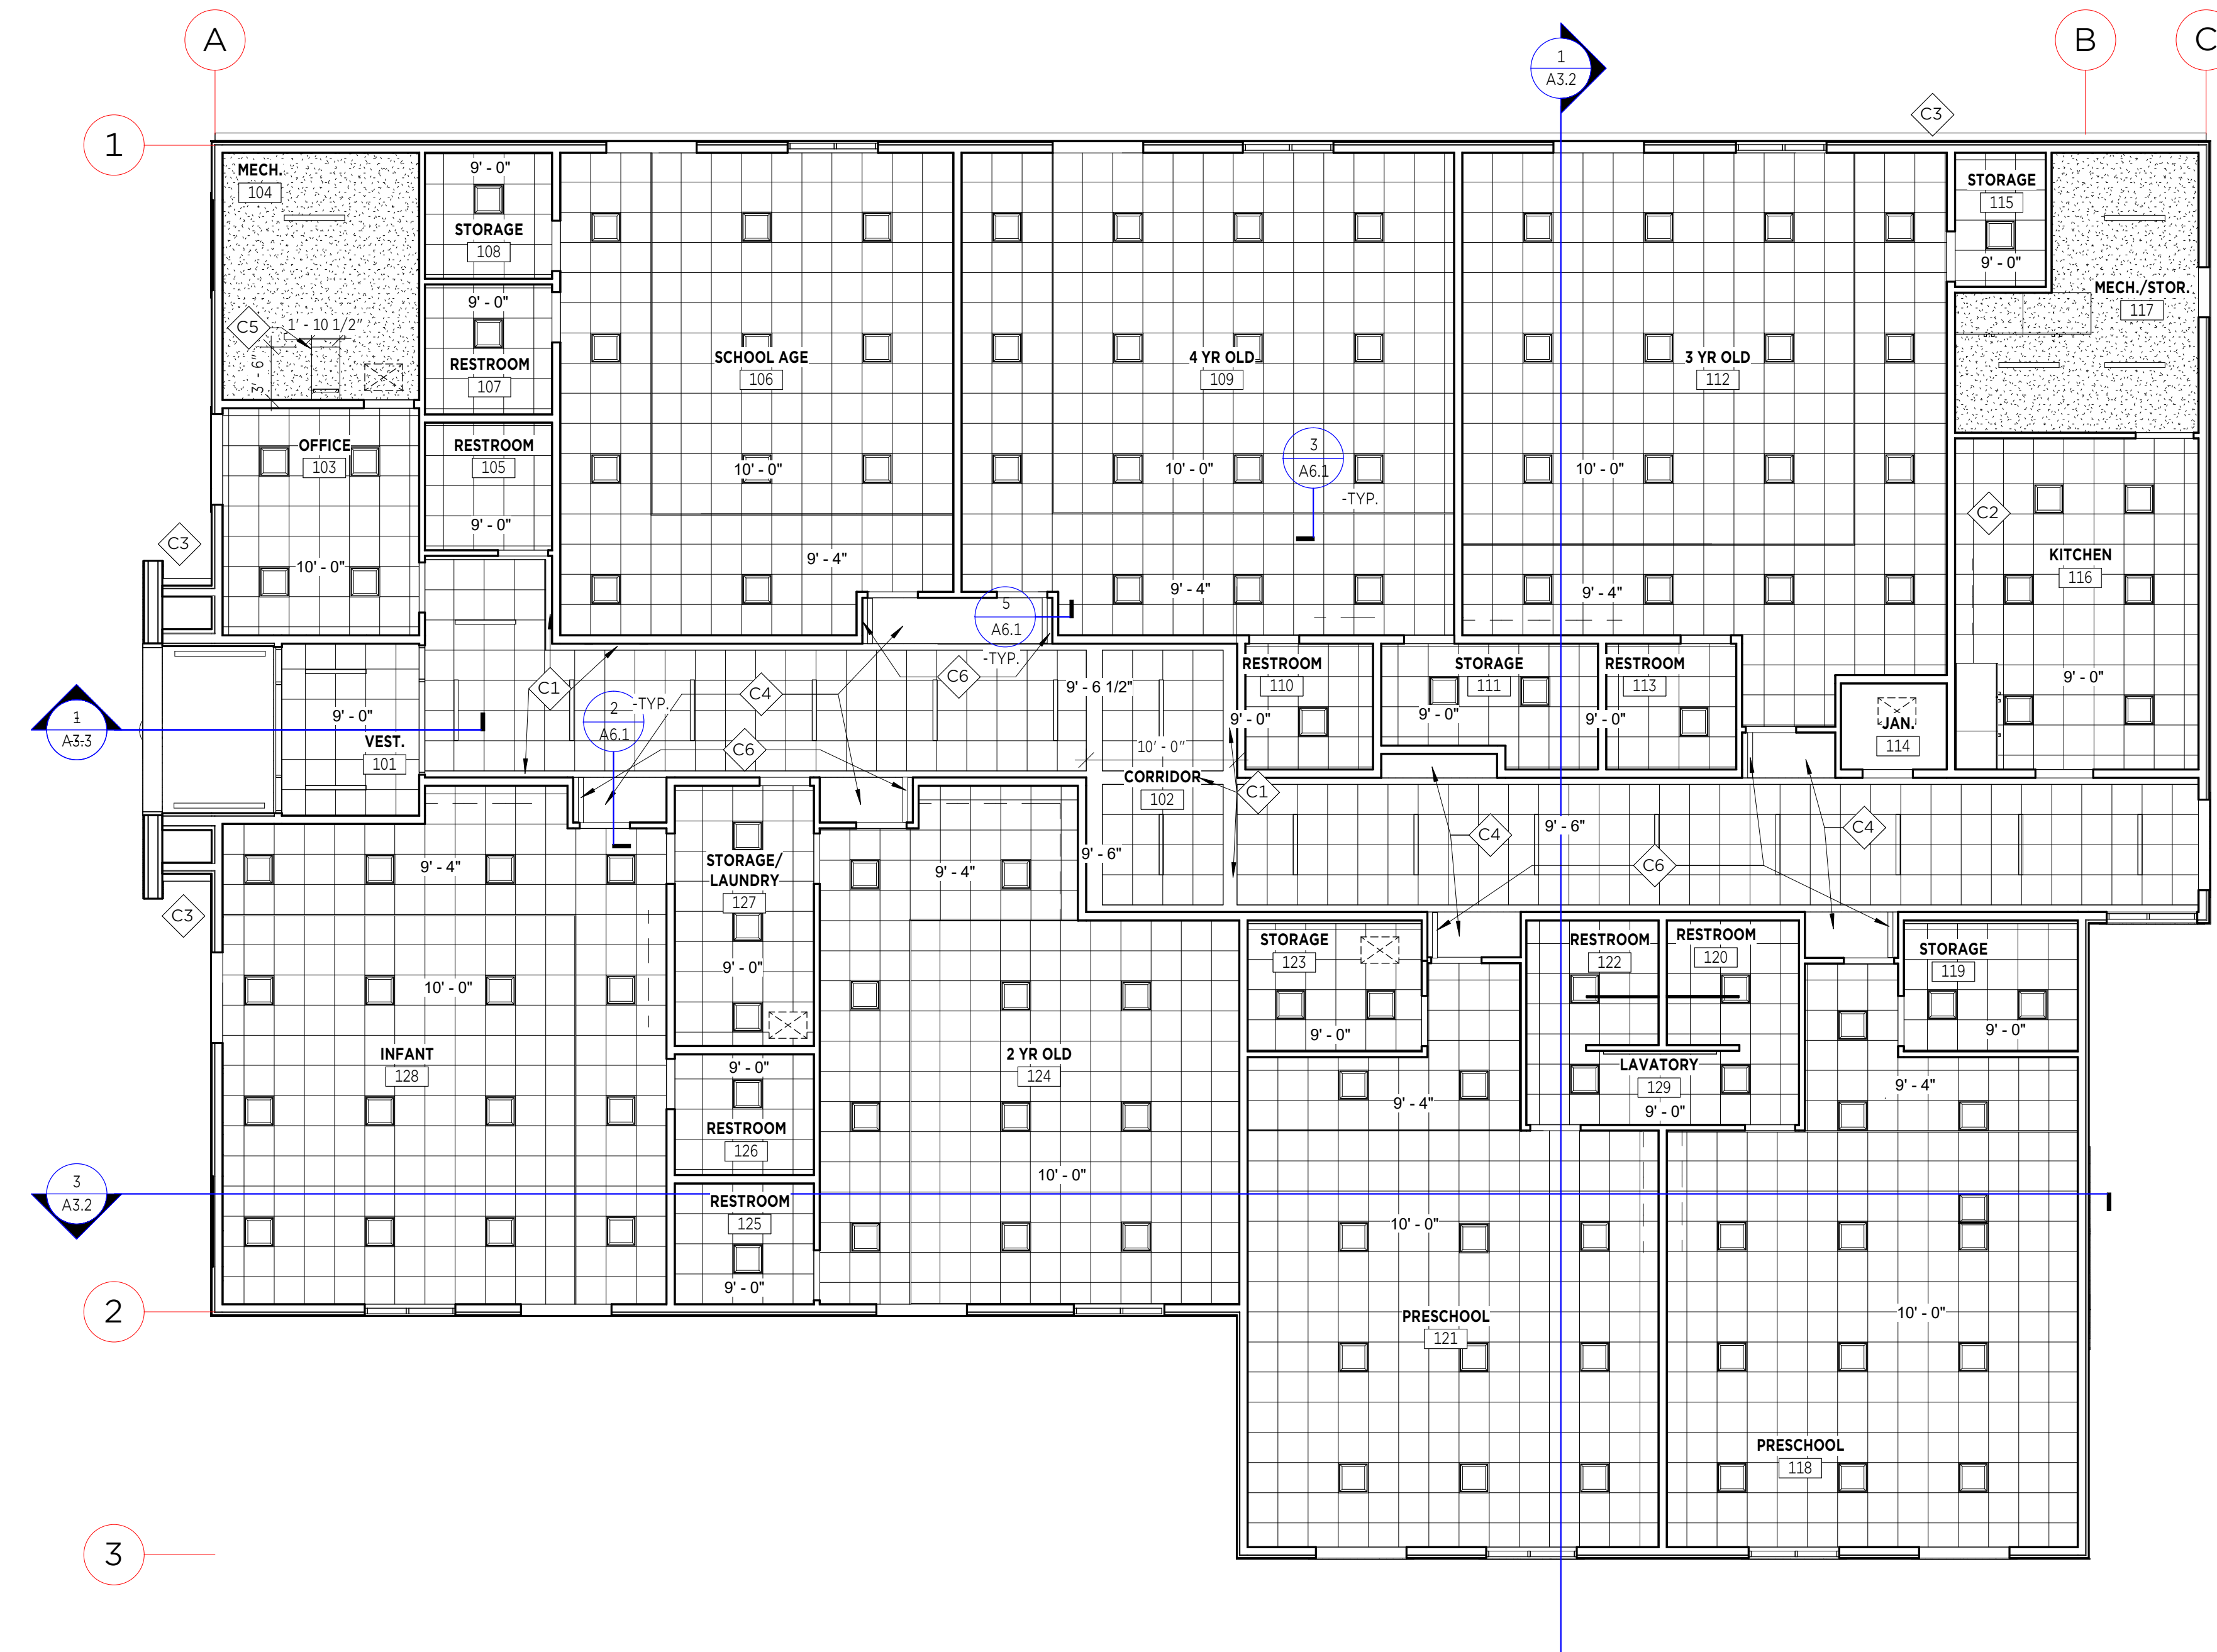 A
B
C
1
A3.2
C3
1
MECH.
104
9' - 0"
STORAGE
108
STORAGE
115
9' - 0"
MECH./STOR.
117
C5
1' - 10 1/2"
3' - 6"
9' - 0"
RESTROOM
107
SCHOOL AGE
106
4 YR OLD
109
3 YR OLD
112
OFFICE
103
RESTROOM
105
9' - 0"
10' - 0"
10' - 0"
3
A6.1
-TYP.
10' - 0"
C2
C3
10' - 0"
9' - 4"
9' - 4"
9' - 4"
KITCHEN
116
9' - 0"
5
A6.1
-TYP.
C1
C6
C4
9' - 6 1/2"
RESTROOM
110
9' - 0"
STORAGE
111
9' - 0"
RESTROOM
113
9' - 0"
JAN.
114
1
A3.3
9' - 0"
VEST.
101
2
A6.1
-TYP.
C6
10' - 0"
CORRIDOR
102
C1
9' - 6"
9' - 6"
C4
C4
C6
9' - 4"
STORAGE/
LAUNDRY
127
9' - 0"
9' - 4"
C3
STORAGE
123
9' - 0"
RESTROOM
122
RESTROOM
120
STORAGE
119
9' - 0"
10' - 0"
INFANT
128
9' - 0"
RESTROOM
126
2 YR OLD
124
LAVATORY
129
9' - 0"
9' - 4"
9' - 4"
3
A3.2
RESTROOM
125
9' - 0"
10' - 0"
10' - 0"
2
PRESCHOOL
121
10' - 0"
PRESCHOOL
118
3